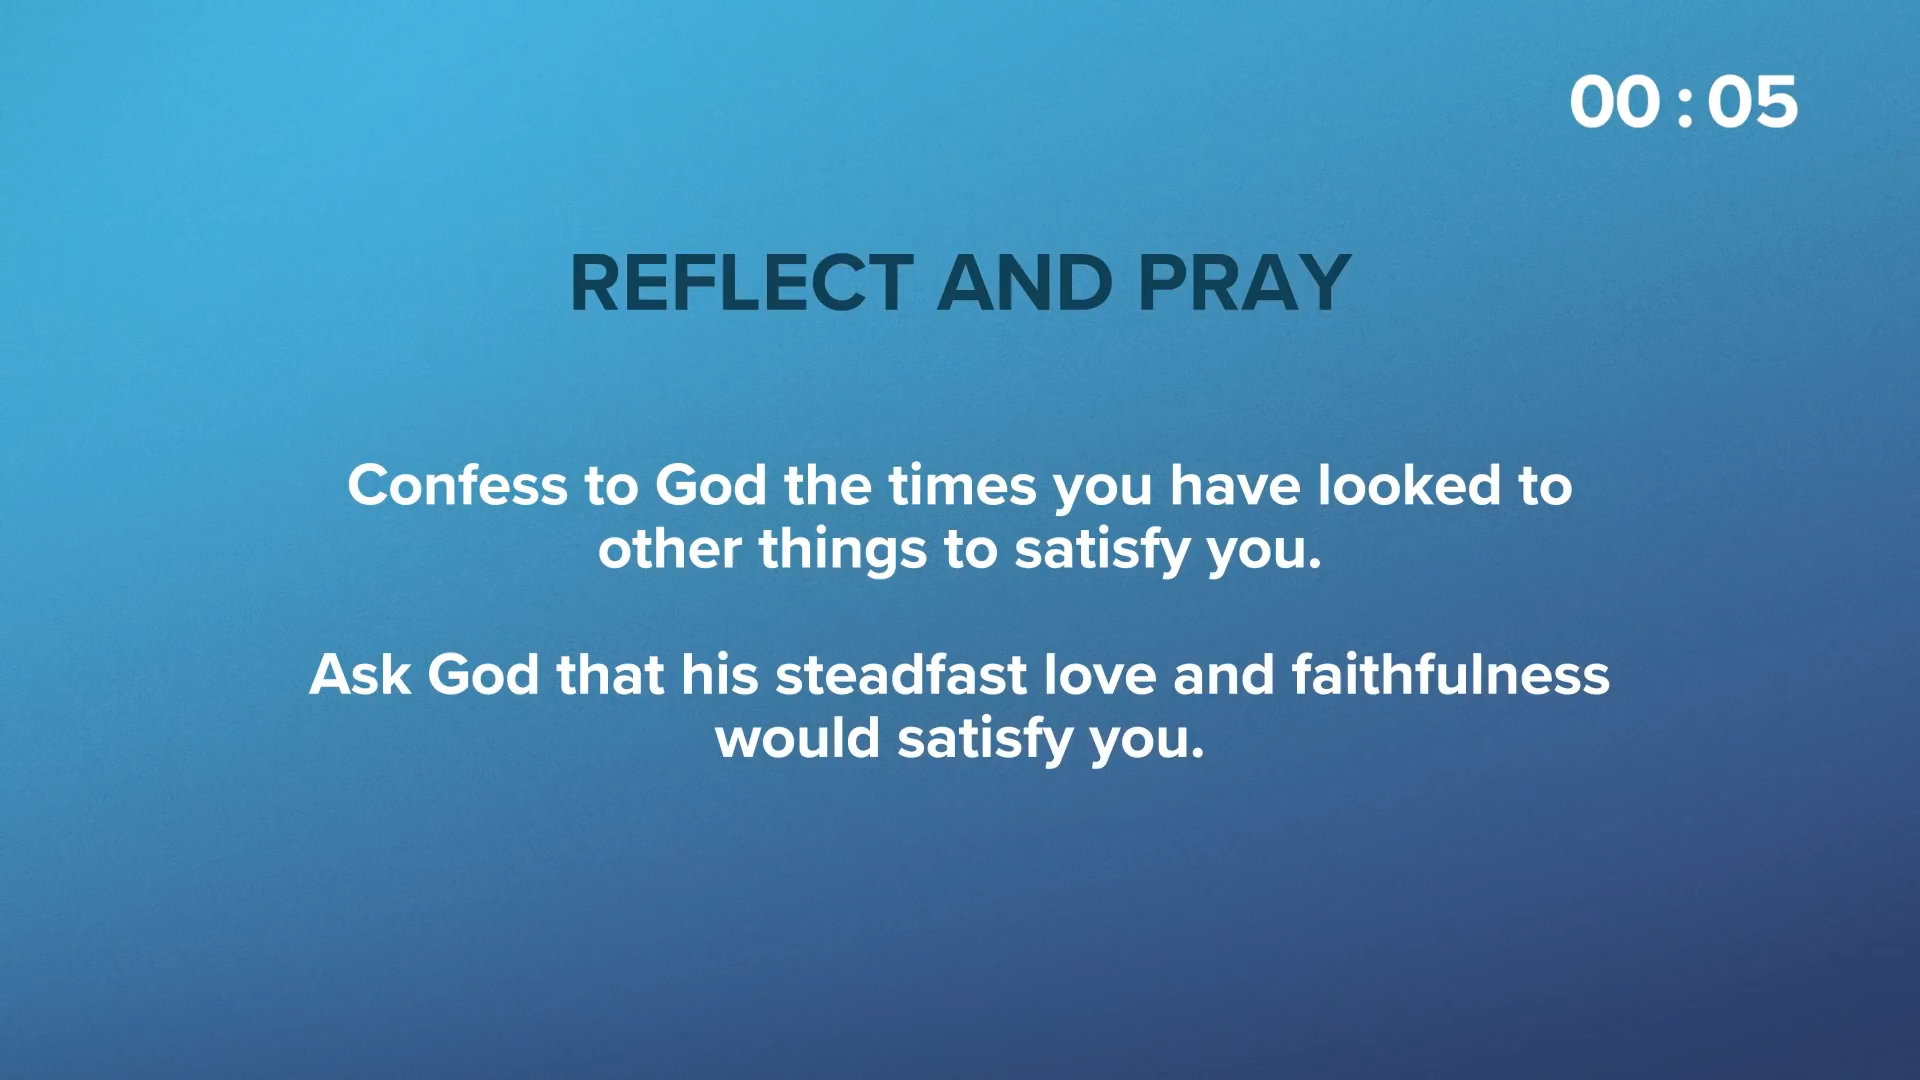 00 : 05
REFLECT AND PRAY
Confess to God the times you have looked to
other things to satisfy you.
Ask God that his steadfast love and faithfulness
would satisfy you.